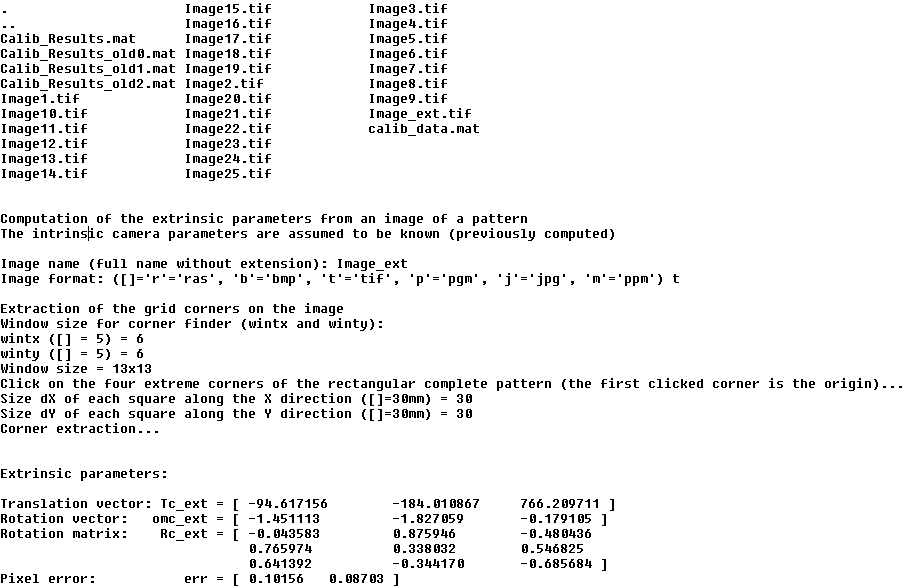 .                      Image15.tif            Image3.tif
..                     Image16.tif            Image4.tif
Calib_Results.mat      Image17.tif            Image5.tif
Calib_Results_old0.mat Image18.tif            Image6.tif
Calib_Results_old1.mat Image19.tif            Image7.tif
Calib_Results_old2.mat Image2.tif             Image8.tif
Image1.tif             Image20.tif            Image9.tif
Image10.tif            Image21.tif            Image_ext.tif
Image11.tif            Image22.tif            calib_data.mat
Image12.tif            Image23.tif
Image13.tif            Image24.tif
Image14.tif            Image25.tif
Computation of the extrinsic parameters from an image of a pattern
The intrinsic camera parameters are assumed to be known (previously computed)
Image name (full name without extension): Image_ext
Image format: ([]='r'='ras', 'b'='bmp', 't'='tif', 'p'='pgm', 'j'='jpg', 'm'='ppm') t
Extraction of the grid corners on the image
Window size for corner finder (wintx and winty):
wintx ([] = 5) = 6
winty ([] = 5) = 6
Window size = 13x13
Click on the four extreme corners of the rectangular complete pattern (the first clicked corner is the origin)...
Size dX of each square along the X direction ([]=30mm) = 30
Size dY of each square along the Y direction ([]=30mm) = 30
Corner extraction...
Extrinsic parameters:
Translation vector: Tc_ext = [ -94.617156        -184.010867     766.209711 ]
Rotation vector:   omc_ext = [ -1.451113         -1.827059       -0.179105 ]
Rotation matrix:    Rc_ext = [ -0.043583         0.875946        -0.480436
                               0.765974          0.338032        0.546825
                               0.641392          -0.344170       -0.685684 ]
Pixel error:           err = [ 0.10156   0.08703 ]